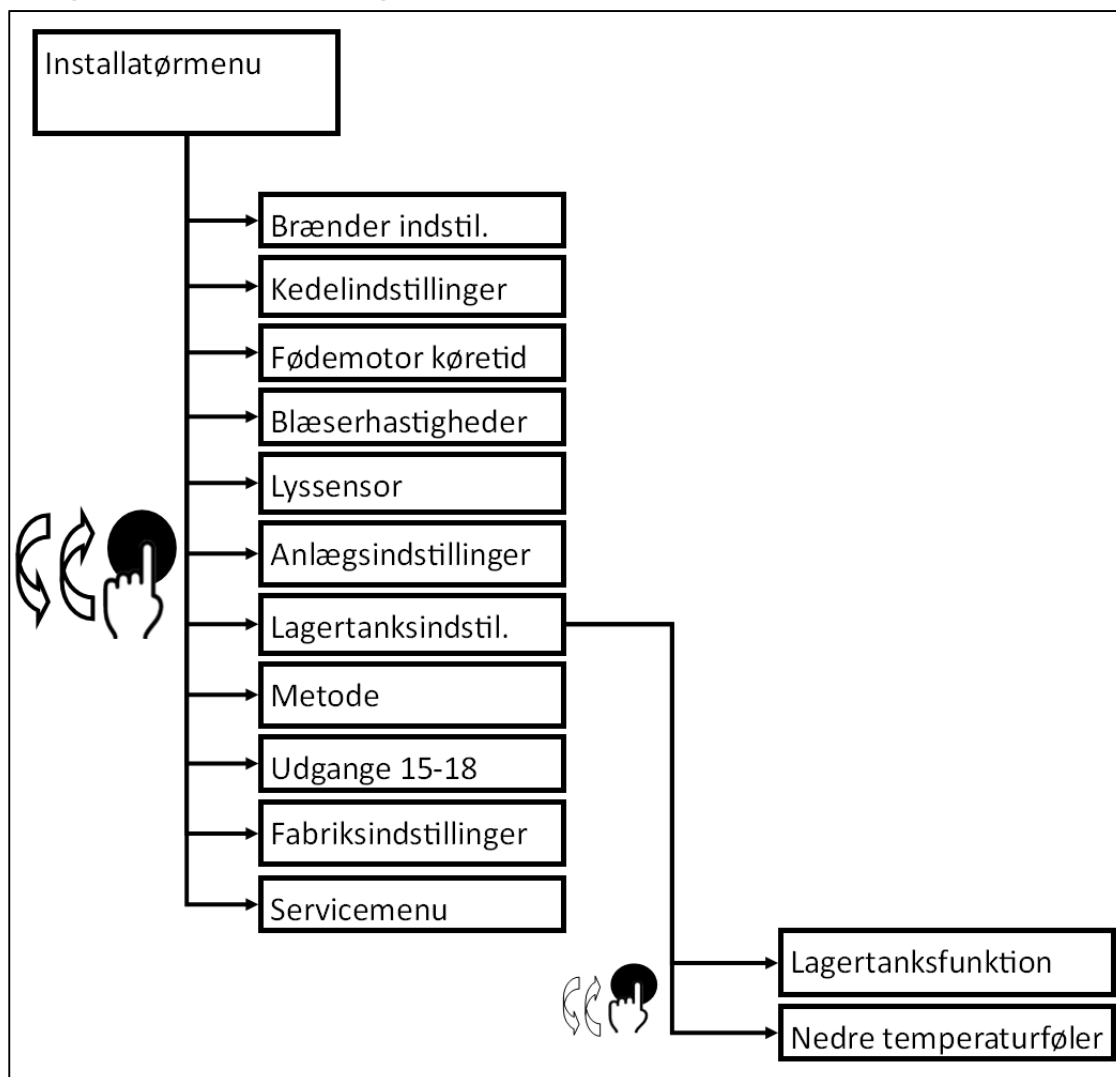 Installatørmenu
Brænder indstil.
Kedelindstillinger
Fødemotor køretid
Blæserhastigheder
Lyssensor
Anlægsindstillinger
Lagertanksindstil.
Metode
Udgange 15-18
Fabriksindstillinger
Servicemenu
Lagertanksfunktion
Nedre temperaturføler